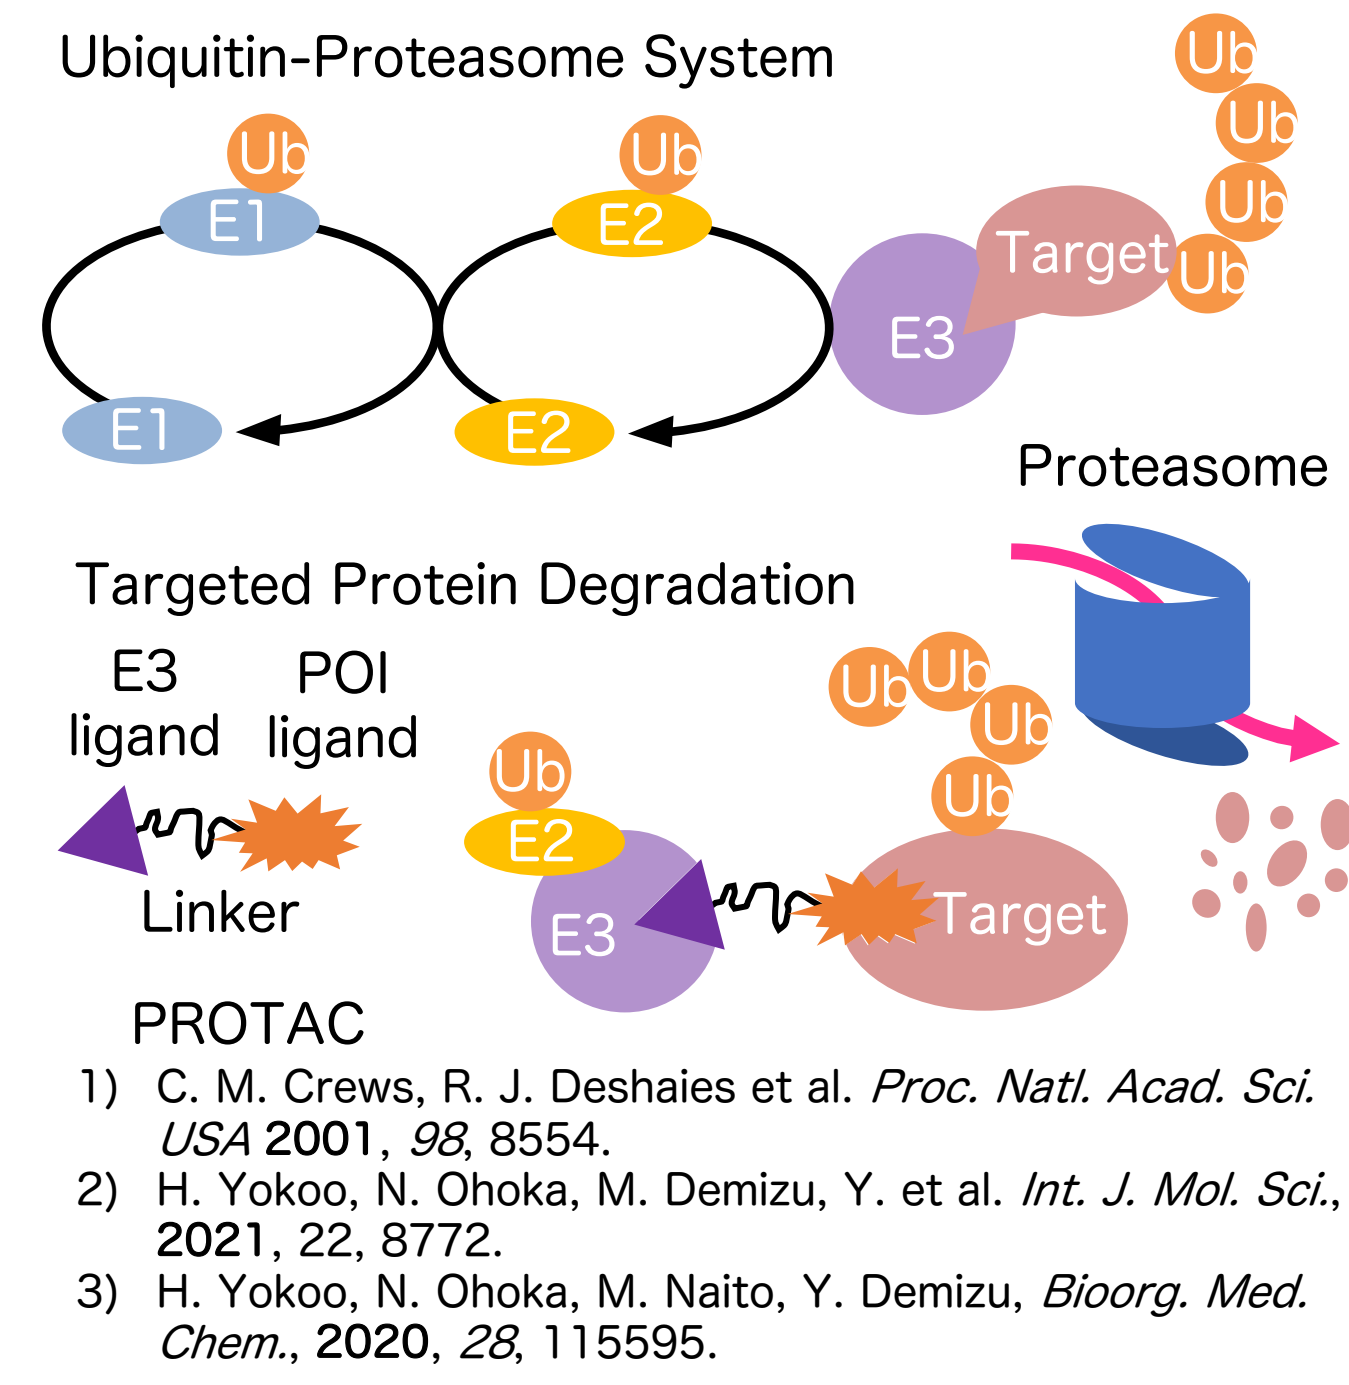 Ubiquitin-Proteasome System
Ub
Ub
Ub
Ub
Ub
Ub
E1
E2
Target
E3
E1
E2
Proteasome
Targeted Protein Degradation
E3
ligand
POI
ligand
Ub
Ub
Ub
Ub
Ub
E2
E3
Target
Linker
PROTAC
1) C. M. Crews, R. J. Deshaies et al. Proc. Natl. Acad. Sci.
USA 2001, 98, 8554.
2) H. Yokoo, N. Ohoka, M. Demizu, Y. et al. Int. J. Mol. Sci.,
2021, 22, 8772.
3) H. Yokoo, N. Ohoka, M. Naito, Y. Demizu, Bioorg. Med.
Chem., 2020, 28, 115595.